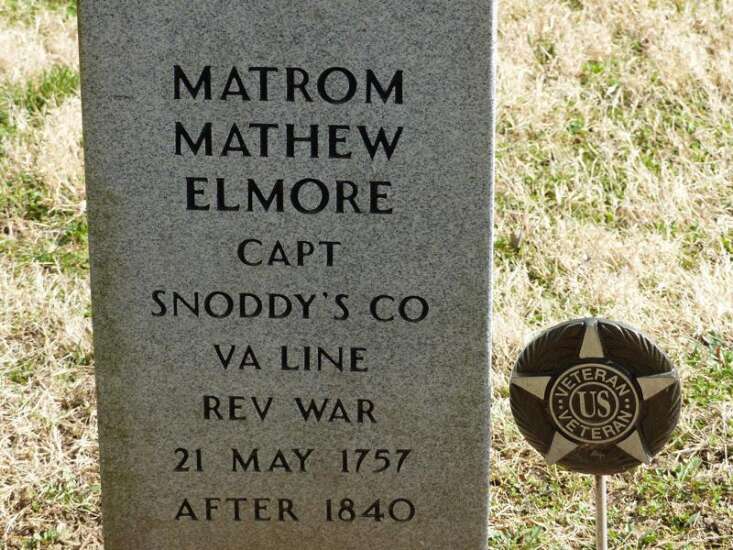 MATROM
MATHEW
ELMORE
CAPT
SNODDY'S CO
VA LINE
REV WAR
21 MAY 1757
AFTER 1840
VETERAN
US
VETERAN